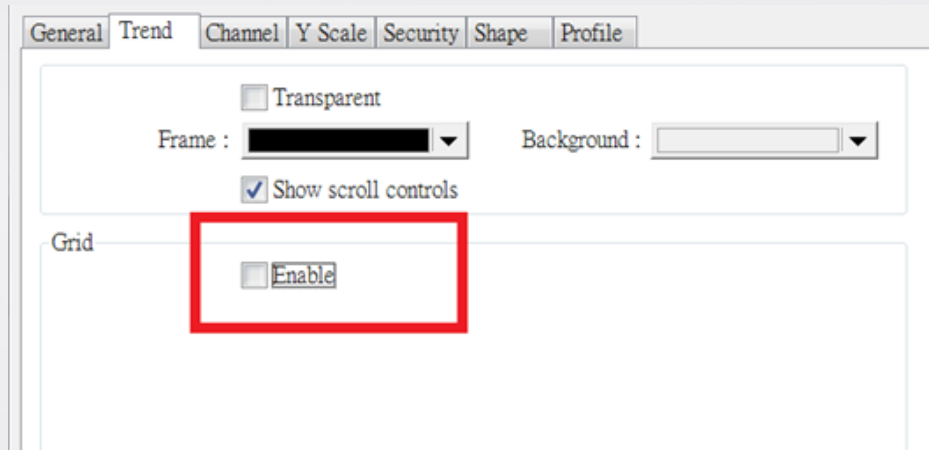 General Trend Channel Y Scale Security Shape Profile
Transparent
Frame : Background :
Show scroll controls
Grid
Enable